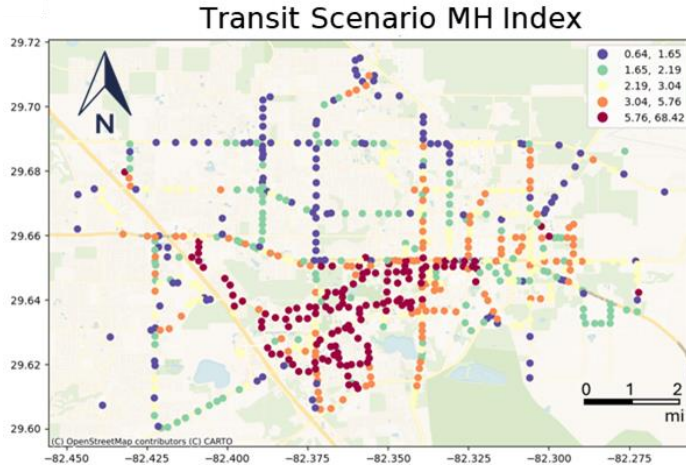 Transit Scenario MH Index
29.72
29.70
29.68
29.66
29.64
29.62
29.60
N
0.64, 1.65
1.65, 2.19
2.19, 3.04
3.04, 5.76
5.76, 68.42
0 1 2
mi
(C) OpenStreetMap contributors (C) CARTO
−82.450 −82.425 −82.400 −82.375 −82.350 −82.325 −82.300 −82.275